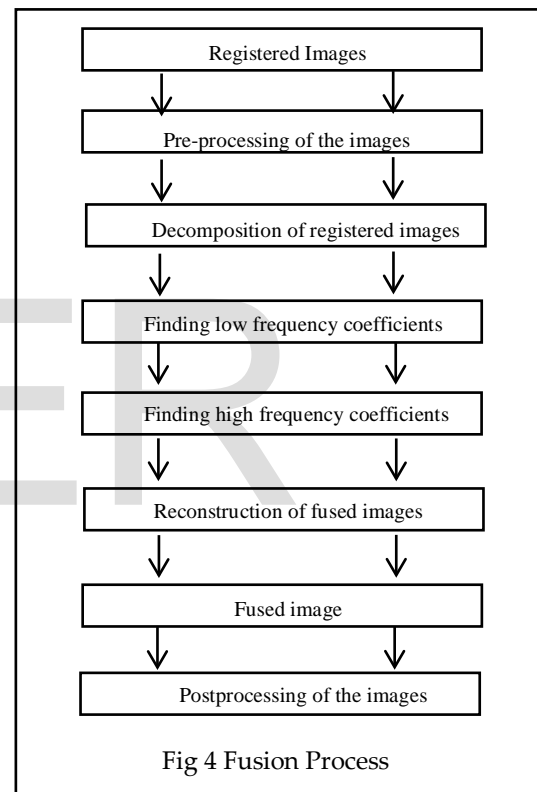 Registered Images
Pre-processing of the images
Decomposition of registered images
Finding low frequency coefficients
Finding high frequency coefficients
Reconstruction of fused images
Fused image
Postprocessing of the images
Fig 4 Fusion Process
ER